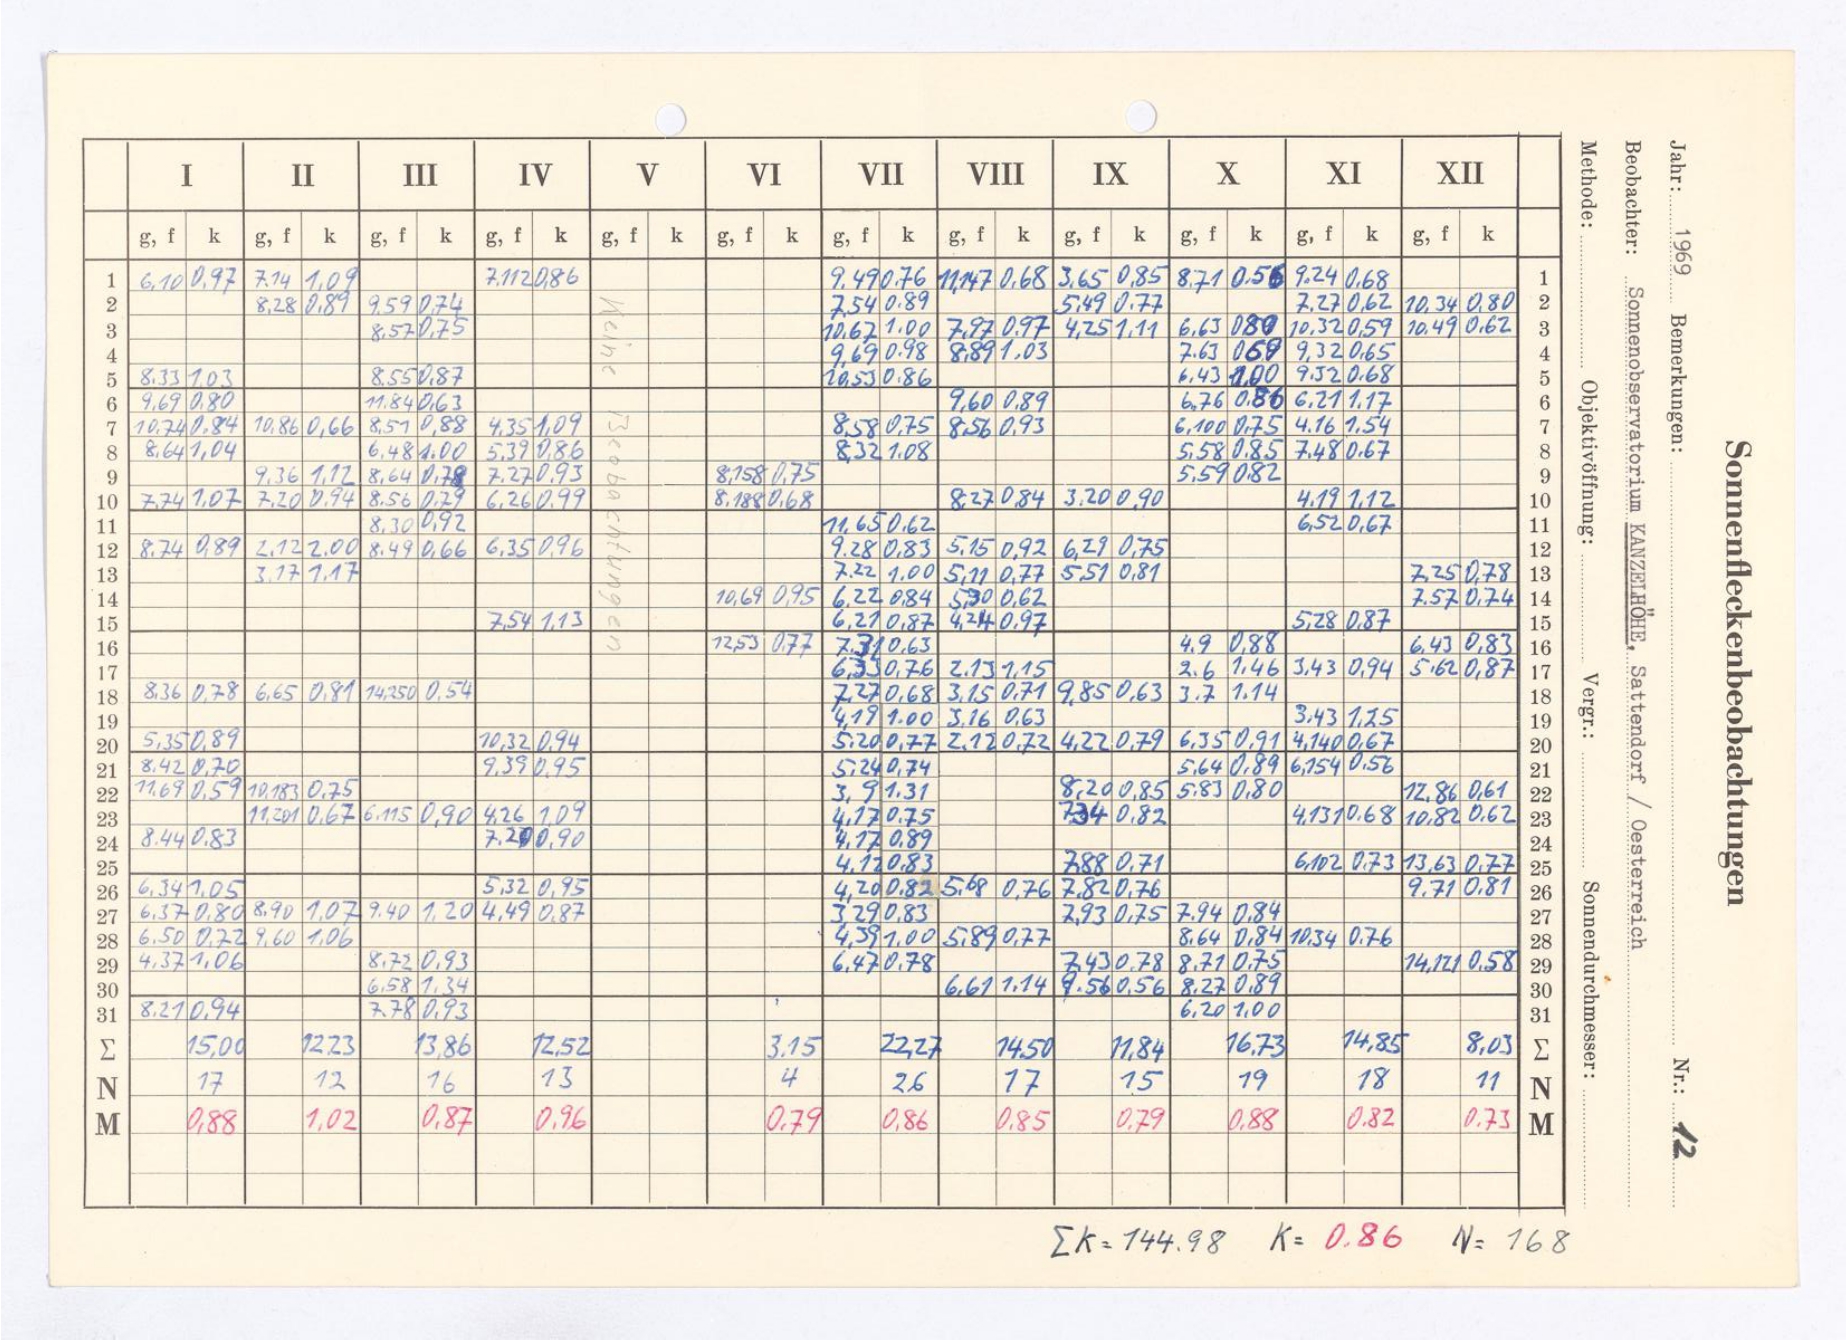 I II III IV V VI VII VIII IX X XI XII
g, f k g, f k g, f k g, f k g, f k g, f k g, f k g, f k g, f k g, f k g, f k g, f k
1 6,10 0,97 7.14 1,09 7.112 0,86 9.49 0.76 11,147 0,68 3.65 0,85 8,71 0.56 9.24 0.68 1
2 8,28 0,89 9.59 0,74 7,54 0.89 5,49 0.77 7,27 0,62 10,34 0,80 2
3 8,57 0,75 10,67 1.00 7,97 0,97 4,25 1,11 6,63 0,80 10,32 0,59 10,49 0,62 3
4 9,69 0.98 8,89 1,03 7.63 0,69 9,32 0.65 4
5 8.33 1,03 8.55 0,87 10,53 0.86 6,43 1,00 9.32 0.68 5
6 9,69 0,80 11.84 0,63 9,60 0,89 6,76 0,86 6,21 1,17 6
7 10,74 0,84 10,86 0,66 8,51 0,88 4.35 1,09 8,58 0,75 8,56 0,93 6,100 0,75 4.16 1.54 7
8 8,64 1,04 6.48 1.00 5,39 0,86 8,32 1.08 5.58 0.85 7,48 0.67 8
9 9,36 1,12 8,64 0,78 7.27 0,93 8,158 0,75 5,59 0,82 9
10 7,74 1,07 7,20 0,94 8.56 0,79 6,26 0,99 8,188 0,68 8,27 0,84 3.20 0,90 4,19 1,12 10
11 8,30 0,92 11,65 0,62 6,52 0,67 11
12 8,74 0,89 2,12 2.00 8.49 0,66 6,35 0,96 9.28 0,83 5,15 0,92 6,29 0,75 12
13 3,17 1,17 7.22 1.00 5,11 0,77 5,51 0,81 7,25 0,78 13
14 10,69 0,95 6,22 0,84 5,30 0,62 7.57 0,74 14
15 7,54 1,13 6,21 0,87 4,24 0,97 5,28 0,87 15
16 12,53 0,77 7.31 0,63 4.9 0,88 6,43 0,83 16
17 6,33 0,76 2.13 1,15 2.6 1.46 3,43 0,94 5.62 0,87 17
18 8,36 0,78 6,65 0,81 14,250 0,54 7,27 0,68 3,15 0,71 9,85 0,63 3.7 1.14 18
19 4,19 1.00 3,16 0,63 3.43 1,25 19
20 5,35 0,89 10,32 0,94 5,20 0,77 2,12 0,72 4,22 0,79 6,35 0,91 4,140 0,67 20
21 8.42 0,70 9,39 0,95 5,24 0,74 5,64 0,89 6,154 0.56 21
22 11,69 0,59 10,183 0,75 3,9 1.31 8,20 0,85 5.83 0,80 12,86 0,61 22
23 11,201 0,67 6.115 0,90 4,26 1,09 4,17 0.75 7,34 0,82 4,131 0.68 10,82 0.62 23
24 8.44 0.83 7.20 0,90 4,17 0.89 24
25 4,12 0.83 7,88 0,71 6,102 0,73 13,63 0,77 25
26 6,34 1,05 5,32 0,95 4,20 0.82 5,68 0,76 7,82 0,76 9.71 0.81 26
27 6,37 0,80 8,90 1,07 9.40 1,20 4,49 0,87 3,29 0,83 7,93 0,75 7.94 0,84 27
28 6.50 0,72 9,60 1,06 4,39 1.00 5,89 0,77 8,64 0,84 10,34 0.76 28
29 4.37 1,06 8,72 0,93 6,47 0,78 7,43 0,78 8,71 0,75 14,121 0,58 29
30 6,58 1,34 6,61 1.14 9.56 0,56 8,27 0,89 30
31 8.21 0,94 7.78 0,93 6,20 1,00 31
Σ 15,00 12,23 13,86 12,52 3.15 22,27 14.50 11,84 16,73 14,85 8,03 Σ
N 17 12 16 13 4 26 17 15 19 18 11 N
M 0,88 1,02 0,87 0,96 0,79 0,86 0,85 0,79 0,88 0.82 0.73 M
Keine Beobachtungen
Σk = 144.98 K = 0.86 N = 168
Sonnenfleckenbeobachtungen
Jahr: 1969 Bemerkungen: Nr.: 12
Beobachter: Sonnenobservatorium KANZELHÖHE, Sattendorf / Oesterreich
Methode: Objektivöffnung: Vergr.: Sonnendurchmesser: